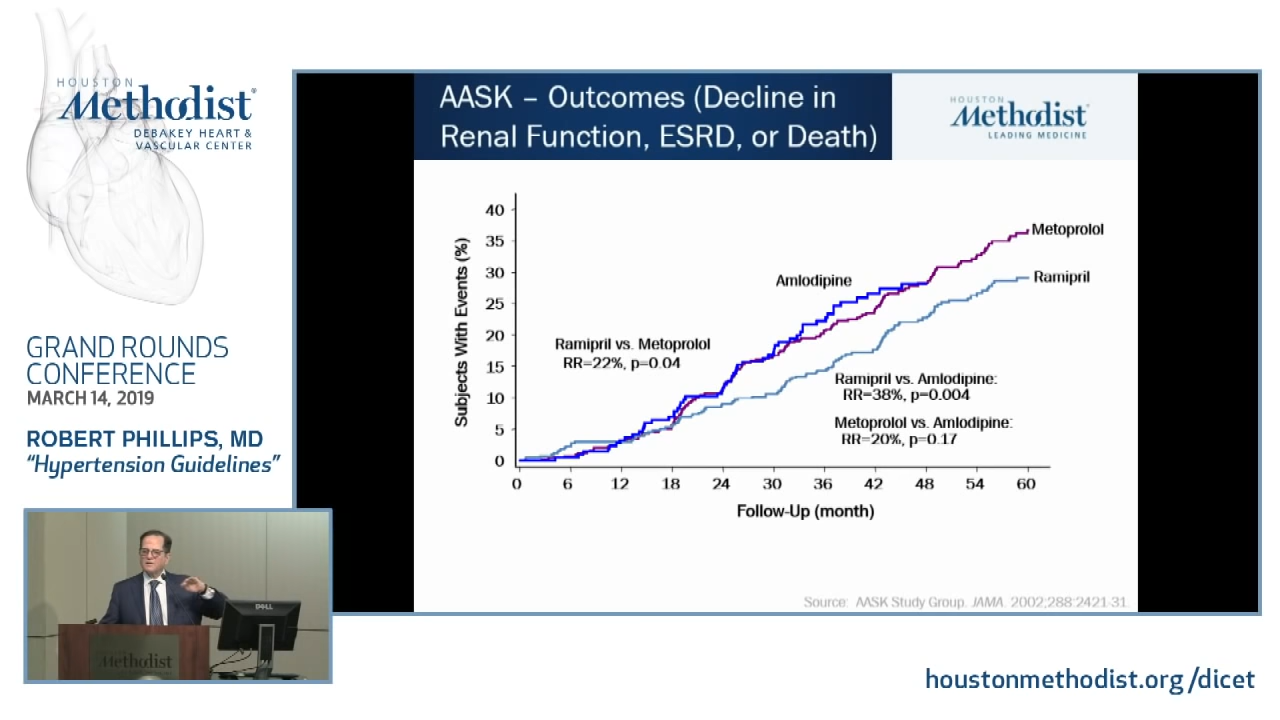 HOUSTON
Methodist®
DEBAKEY HEART &
VASCULAR CENTER
GRAND ROUNDS
CONFERENCE
MARCH 14, 2019
ROBERT PHILLIPS, MD
“Hypertension Guidelines”
AASK – Outcomes (Decline in
Renal Function, ESRD, or Death)
HOUSTON
Methodist
LEADING MEDICINE
Subjects With Events (%)
40
35
30
25
20
15
10
5
0
Metoprolol
Ramipril
Amlodipine
Ramipril vs. Metoprolol
RR=22%, p=0.04
Ramipril vs. Amlodipine:
RR=38%, p=0.004
Metoprolol vs. Amlodipine:
RR=20%, p=0.17
0 6 12 18 24 30 36 42 48 54 60
Follow-Up (month)
Source: AASK Study Group. JAMA. 2002;288:2421-31.
DELL
Methodist
houstonmethodist.org/dicet